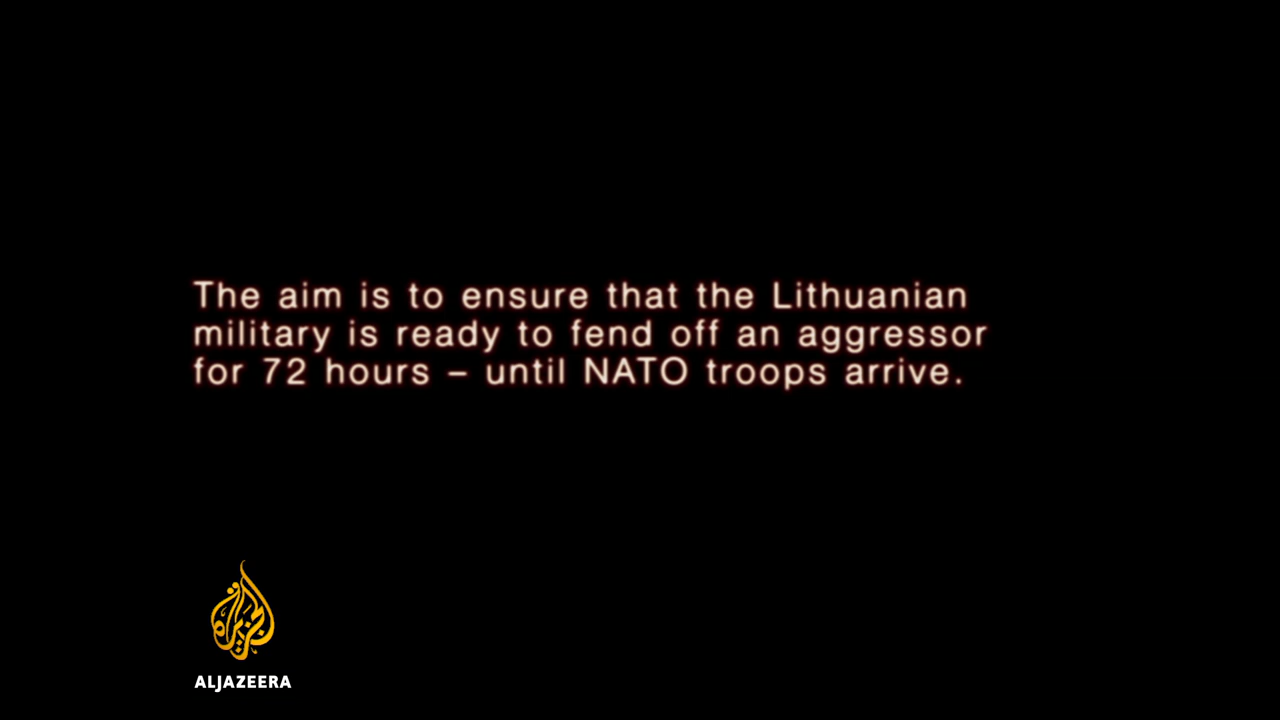 The aim is to ensure that the Lithuanian
military is ready to fend off an aggressor
for 72 hours – until NATO troops arrive.
الجزيرة
ALJAZEERA